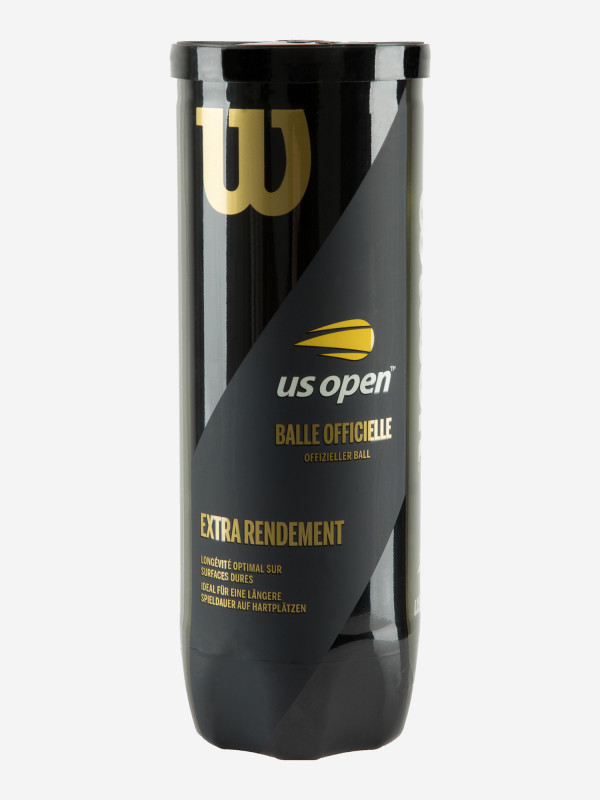 W
us open™
BALLE OFFICIELLE
OFFIZIELLER BALL
EXTRA RENDEMENT
LONGÉVITÉ OPTIMAL SUR
SURFACES DURES
IDEAL FÜR EINE LÄNGERE
SPIELDAUER AUF HARTPLÄTZEN